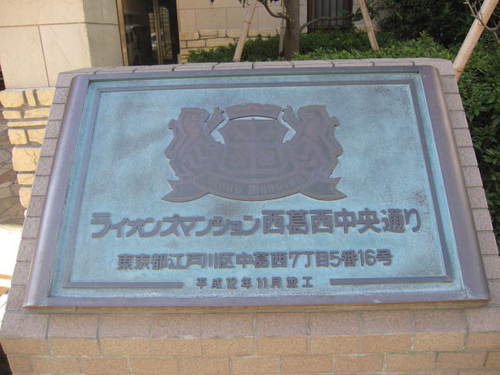 ライオンズマンション西葛西中央通り
東京都江戸川区中葛西7丁目5番16号
平成12年11月竣工